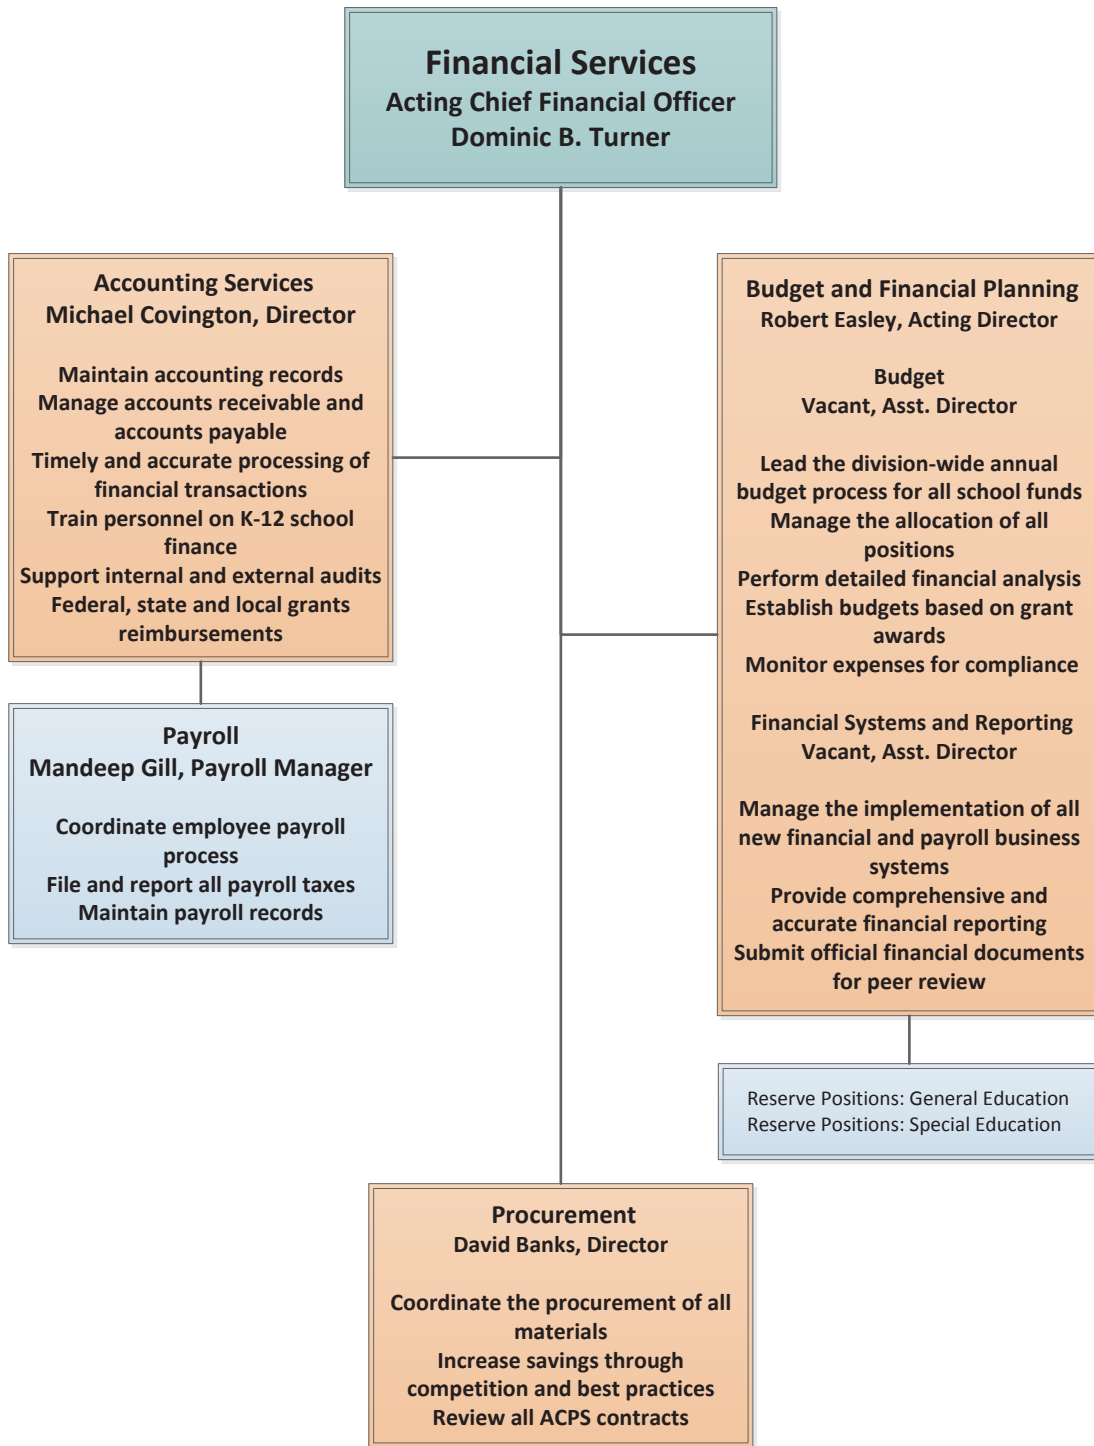 Financial Services
Acting Chief Financial Officer
Dominic B. Turner
Accounting Services
Michael Covington, Director
Maintain accounting records
Manage accounts receivable and
accounts payable
Timely and accurate processing of
financial transactions
Train personnel on K-12 school
finance
Support internal and external audits
Federal, state and local grants
reimbursements
Payroll
Mandeep Gill, Payroll Manager
Coordinate employee payroll
process
File and report all payroll taxes
Maintain payroll records
Budget and Financial Planning
Robert Easley, Acting Director
Budget
Vacant, Asst. Director
Lead the division-wide annual
budget process for all school funds
Manage the allocation of all
positions
Perform detailed financial analysis
Establish budgets based on grant
awards
Monitor expenses for compliance
Financial Systems and Reporting
Vacant, Asst. Director
Manage the implementation of all
new financial and payroll business
systems
Provide comprehensive and
accurate financial reporting
Submit official financial documents
for peer review
Reserve Positions: General Education
Reserve Positions: Special Education
Procurement
David Banks, Director
Coordinate the procurement of all
materials
Increase savings through
competition and best practices
Review all ACPS contracts